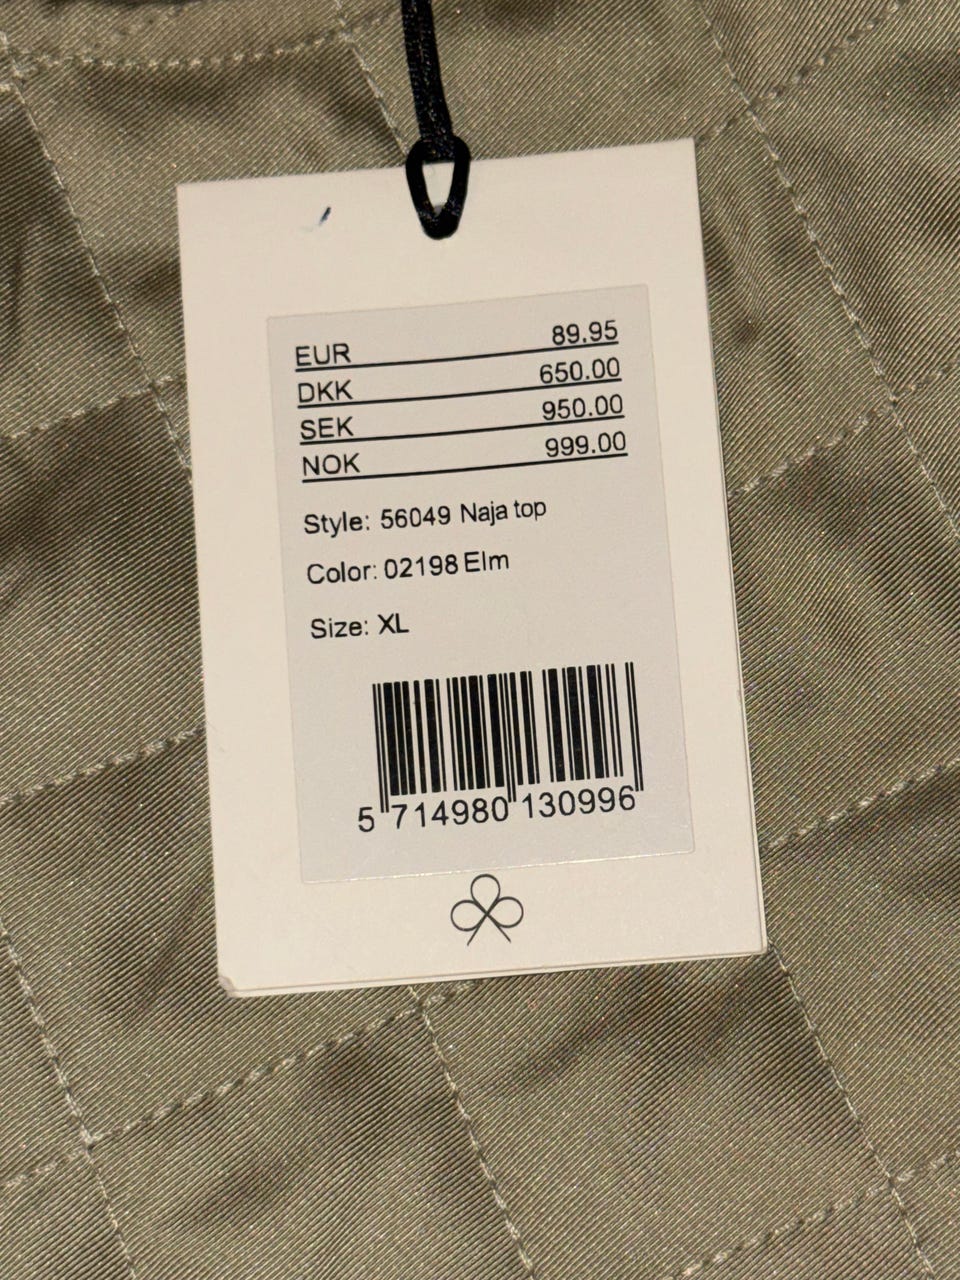 EUR 89.95
DKK 650.00
SEK 950.00
NOK 999.00
Style: 56049 Naja top
Color: 02198 Elm
Size: XL
5 714980 130996